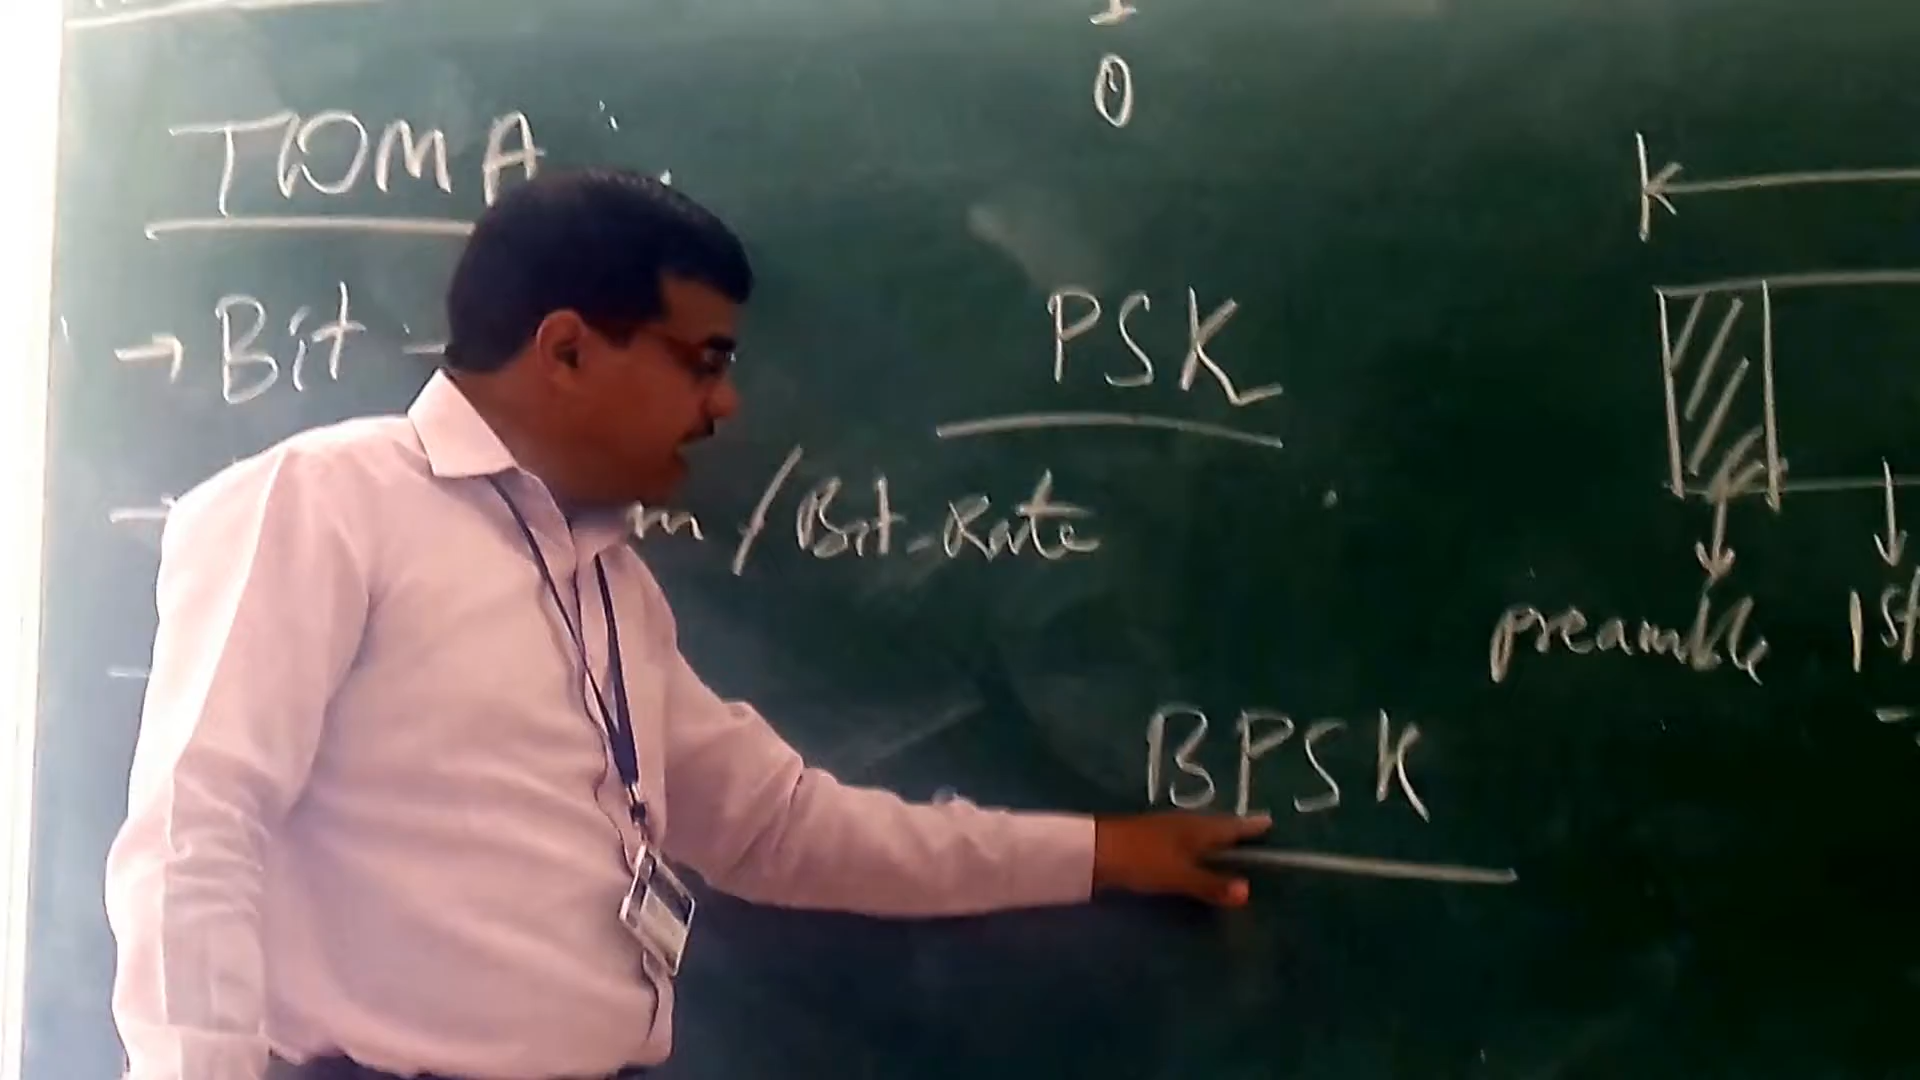 1
0
TDMA
→ Bit -
PSK
m / Bit-Rate
preamble
1st
BPSK